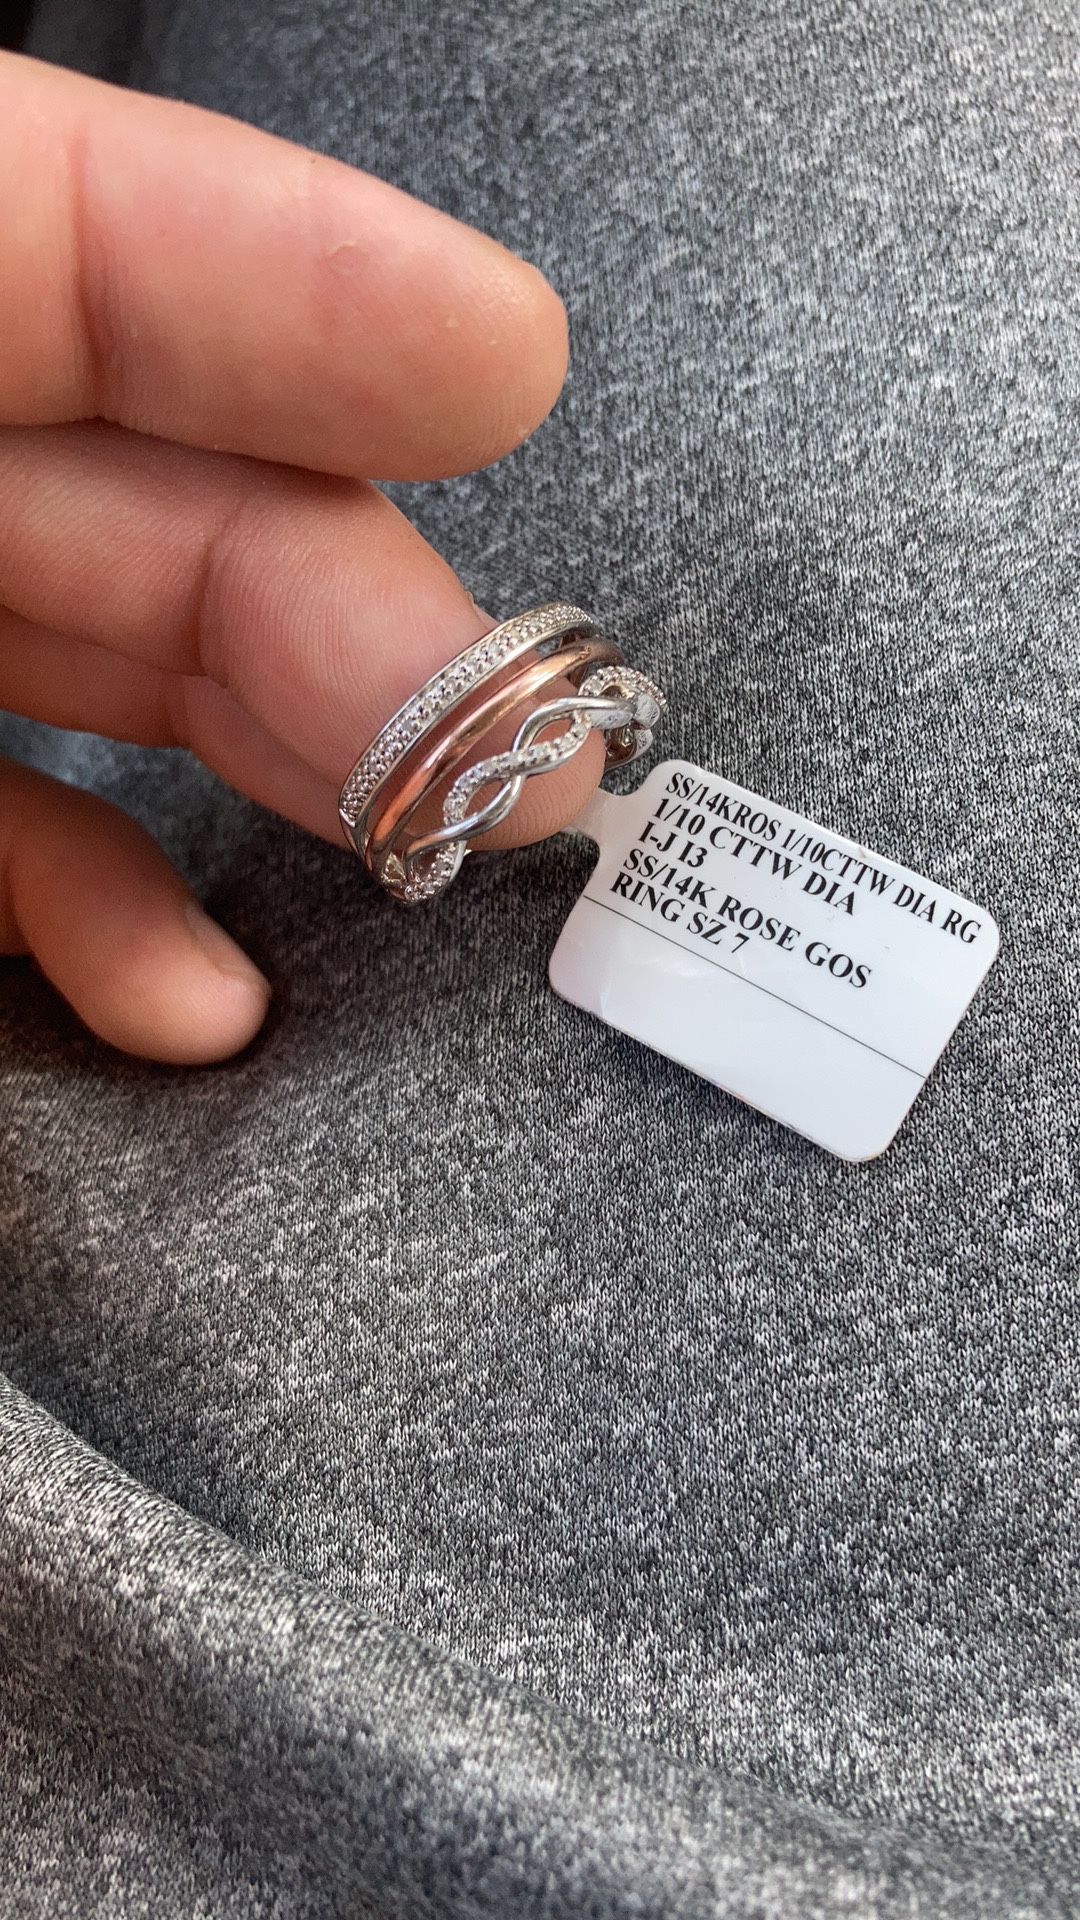 SS/14KROS 1/10CTTW DIA RG
1/10 CTTW DIA
I-J I3
SS/14K ROSE GOS
RING SZ 7